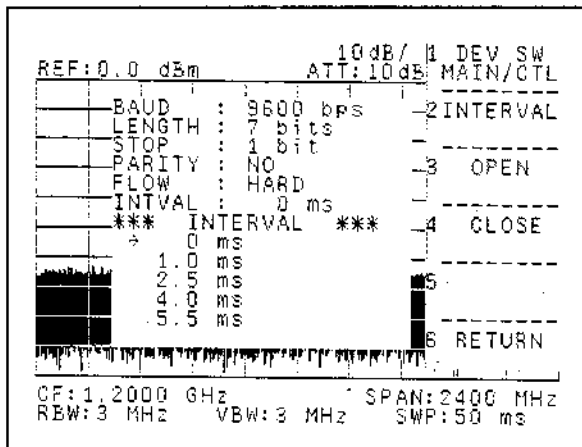 10dB/ 1 DEV SW
REF:0.0 dBm ATT:10dB MAIN/CTL
BAUD : 9600 bps 2 INTERVAL
LENGTH : 7 bits
STOP : 1 bit
PARITY : NO 3 OPEN
FLOW : HARD
INTVAL : 0 ms
*** INTERVAL *** 4 CLOSE
→ 0 ms
1.0 ms
2.5 ms 5
4.0 ms
5.5 ms
6 RETURN
CF:1.2000 GHz SPAN:2400 MHz
RBW:3 MHz VBW:3 MHz SWP:50 ms